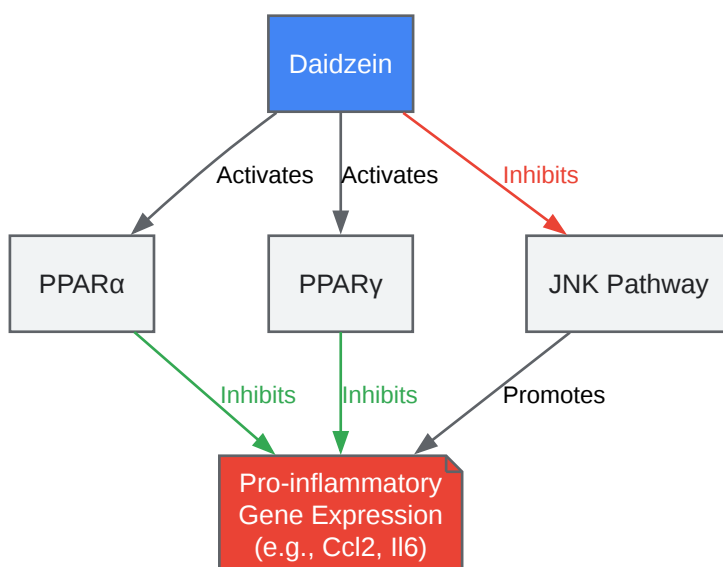 Daidzein
Activates
Activates
Inhibits
PPARα
PPARγ
JNK Pathway
Inhibits
Inhibits
Promotes
Pro-inflammatory
Gene Expression
(e.g., Ccl2, Il6)